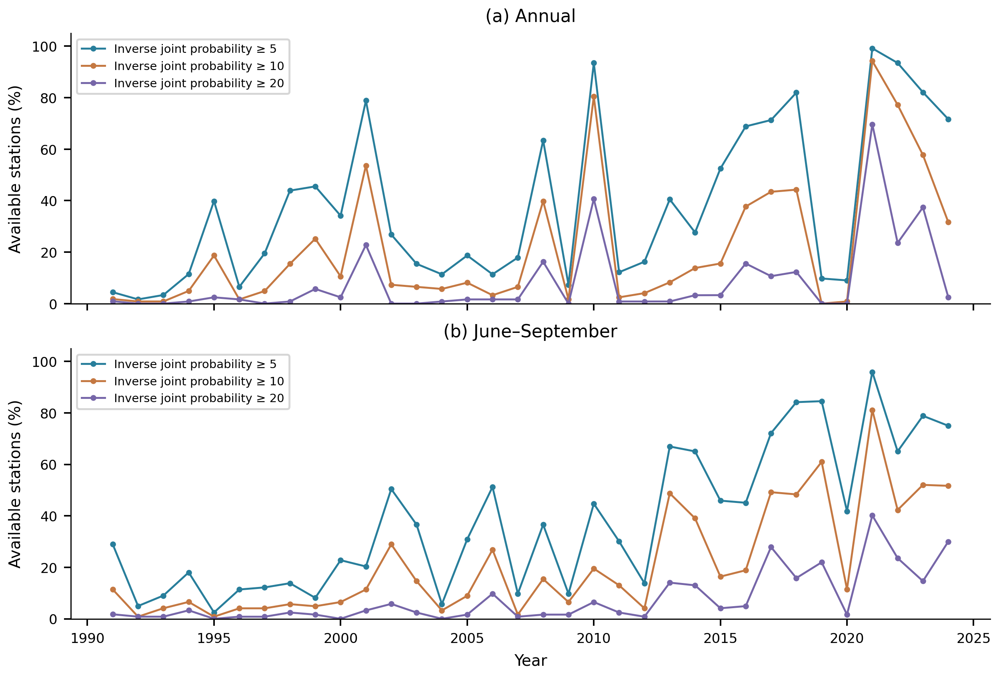 (a) Annual
Available stations (%)
100
80
60
40
20
0
Inverse joint probability ≥ 5
Inverse joint probability ≥ 10
Inverse joint probability ≥ 20
(b) June–September
Available stations (%)
100
80
60
40
20
0
Inverse joint probability ≥ 5
Inverse joint probability ≥ 10
Inverse joint probability ≥ 20
1990 1995 2000 2005 2010 2015 2020 2025
Year